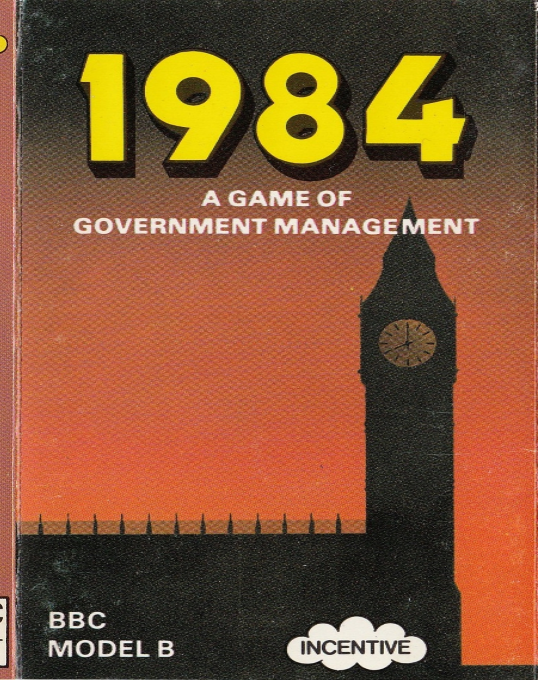 1984
A GAME OF
GOVERNMENT MANAGEMENT
BBC
MODEL B
INCENTIVE